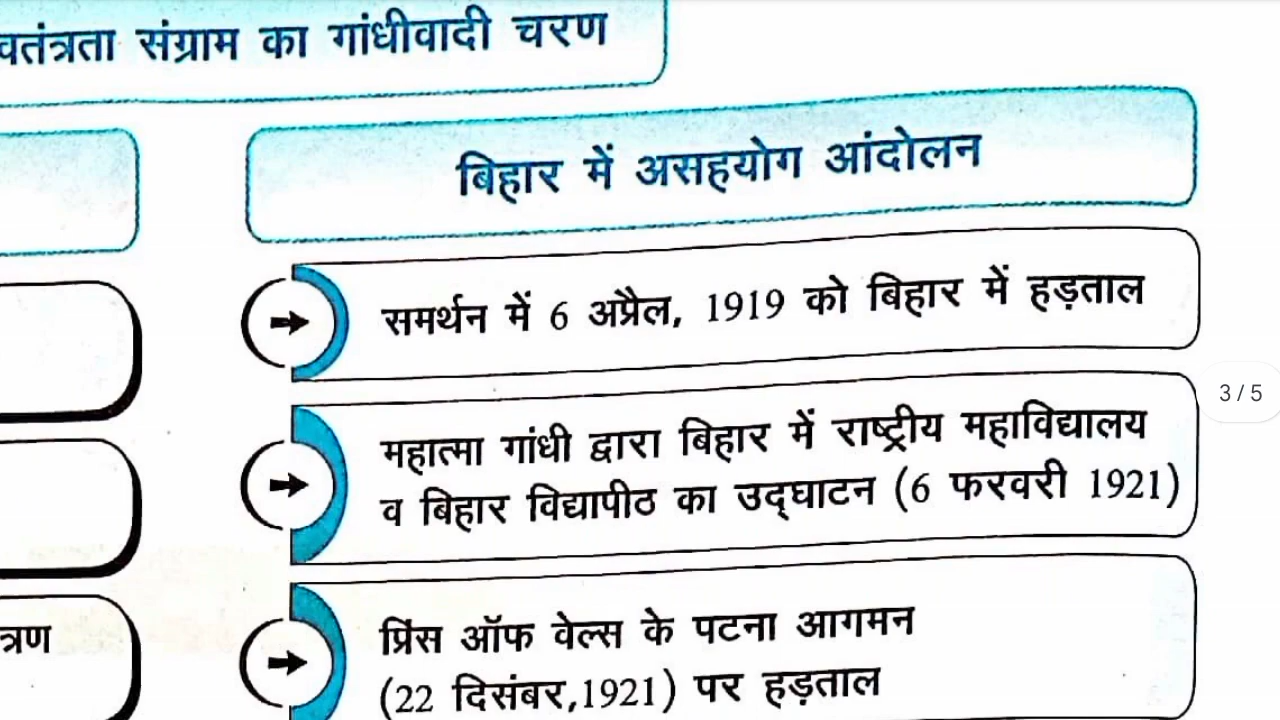 वतंत्रता संग्राम का गांधीवादी चरण
बिहार में असहयोग आंदोलन
समर्थन में 6 अप्रैल, 1919 को बिहार में हड़ताल
महात्मा गांधी द्वारा बिहार में राष्ट्रीय महाविद्यालय
व बिहार विद्यापीठ का उद्‌घाटन (6 फरवरी 1921)
3 / 5
त्रण
प्रिंस ऑफ वेल्स के पटना आगमन
(22 दिसंबर,1921) पर हड़ताल